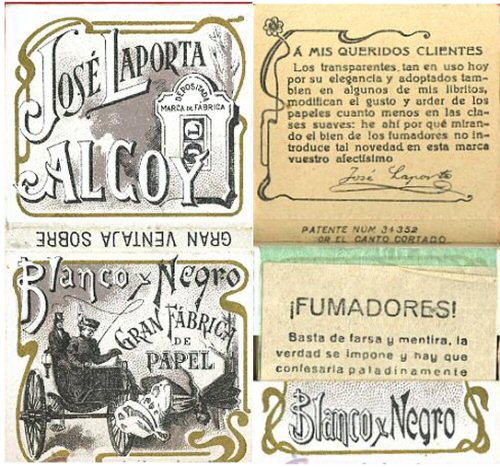 JOSÉ LAPORTA
DEPOSITADA
MARCA DE FÁBRICA
ALCOY
GRAN VENTAJA SOBRE
Blanco y Negro
GRAN FÁBRICA
DE
PAPEL
Á MIS QUERIDOS CLIENTES
Los transparentes, tan en uso hoy
por su elegancia y adoptados tam-
bien en algunos de mis libritos,
modifican el gusto y arder de los
papeles cuanto menos en las cla-
ses suaves: he ahí por qué miran-
do el bien de los fumadores no in-
troduce tal novedad en esta marca
vuestro afectísimo
José Laporta
PATENTE NÚM 34352
OR EL CANTO CORTADO
¡FUMADORES!
Basta de farsa y mentira, la
verdad se impone y hay que
confesarla paladinamente
Blanco y Negro